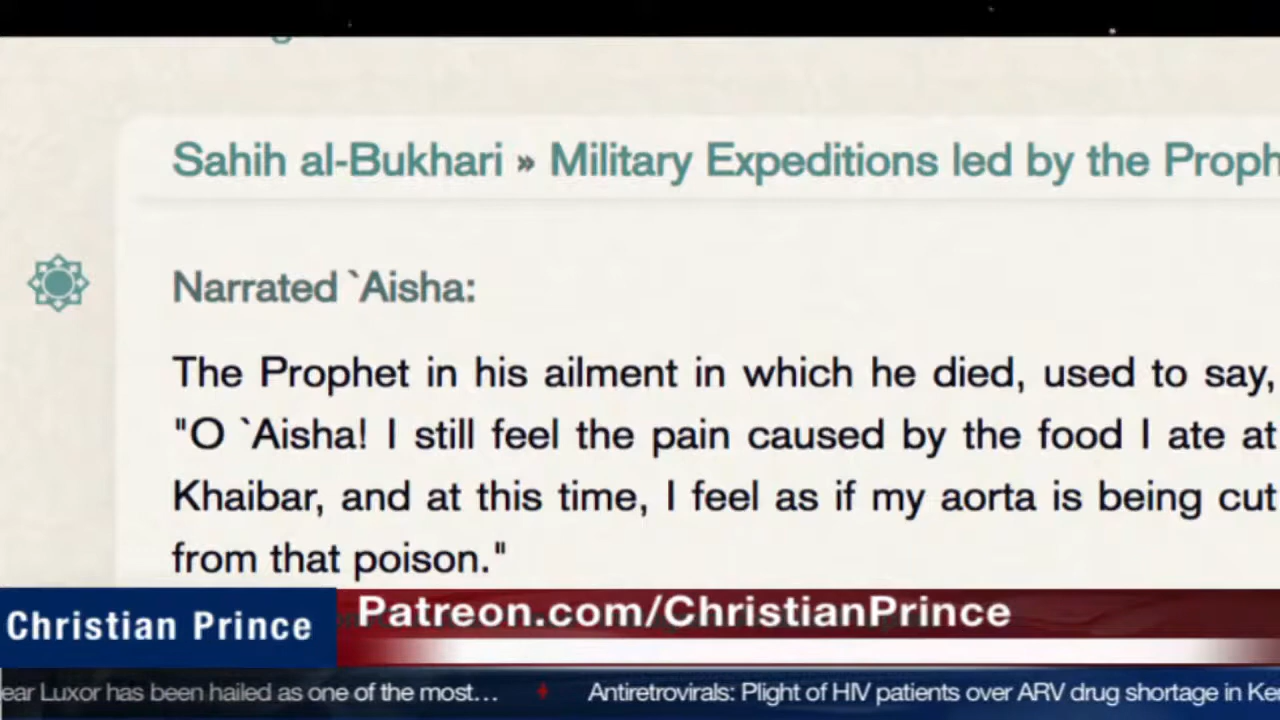 Sahih al-Bukhari » Military Expeditions led by the Proph
Narrated `Aisha:
The Prophet in his ailment in which he died, used to say,
"O `Aisha! I still feel the pain caused by the food I ate at
Khaibar, and at this time, I feel as if my aorta is being cut
from that poison."
Christian Prince
Patreon.com/ChristianPrince
ear Luxor has been hailed as one of the most... ♦ Antiretrovirals: Plight of HIV patients over ARV drug shortage in Ke